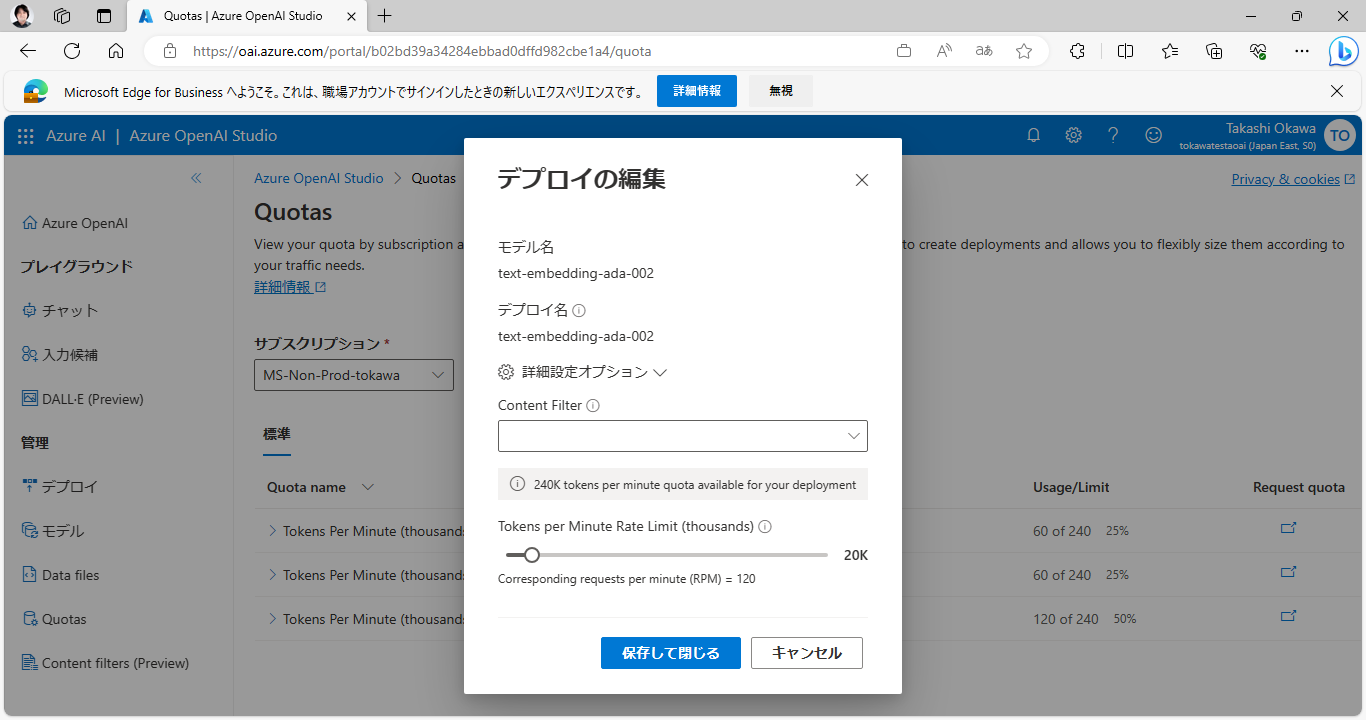 Quotas | Azure OpenAI Studio
https://oai.azure.com/portal/b02bd39a34284ebbad0dffd982cbe1a4/quota
Microsoft Edge for Business へようこそ。これは、職場アカウントでサインインしたときの新しいエクスペリエンスです。
詳細情報
無視
Azure AI | Azure OpenAI Studio
Takashi Okawa
tokawatestaoai (Japan East, S0)
TO
Azure OpenAI
プレイグラウンド
チャット
入力候補
DALL·E (Preview)
管理
デプロイ
モデル
Data files
Quotas
Content filters (Preview)
Azure OpenAI Studio > Quotas
Privacy & cookies
Quotas
View your quota by subscription a
to create deployments and allows you to flexibly size them according to
your traffic needs.
詳細情報
サブスクリプション *
MS-Non-Prod-tokawa
標準
Quota name
Usage/Limit
Request quota
Tokens Per Minute (thousands
60 of 240 25%
Tokens Per Minute (thousands
60 of 240 25%
Tokens Per Minute (thousands
120 of 240 50%
デプロイの編集
モデル名
text-embedding-ada-002
デプロイ名
text-embedding-ada-002
詳細設定オプション
Content Filter
240K tokens per minute quota available for your deployment
Tokens per Minute Rate Limit (thousands)
20K
Corresponding requests per minute (RPM) = 120
保存して閉じる
キャンセル